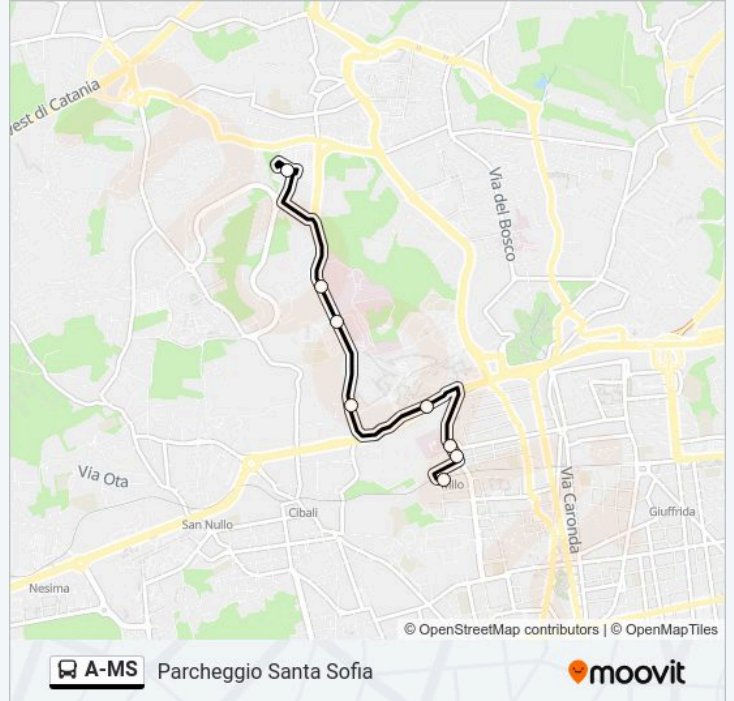 west di Catania
Via del Bosco
Via Ota
San Nullo
Cibali
Via Caronda
Giuffrida
Nesima
© OpenStreetMap contributors | © OpenMapTiles
A-MS Parcheggio Santa Sofia moovit